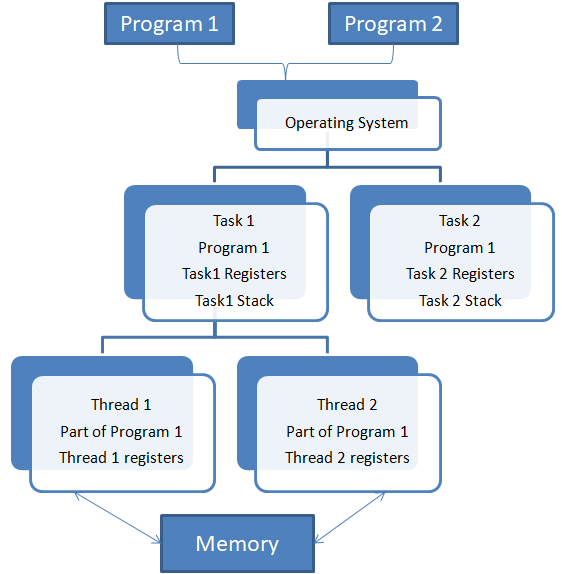 Program 1
Program 2
Operating System
Task 1
Program 1
Task1 Registers
Task1 Stack
Task 2
Program 1
Task 2 Registers
Task 2 Stack
Thread 1
Part of Program 1
Thread 1 registers
Thread 2
Part of Program 1
Thread 2 registers
Memory